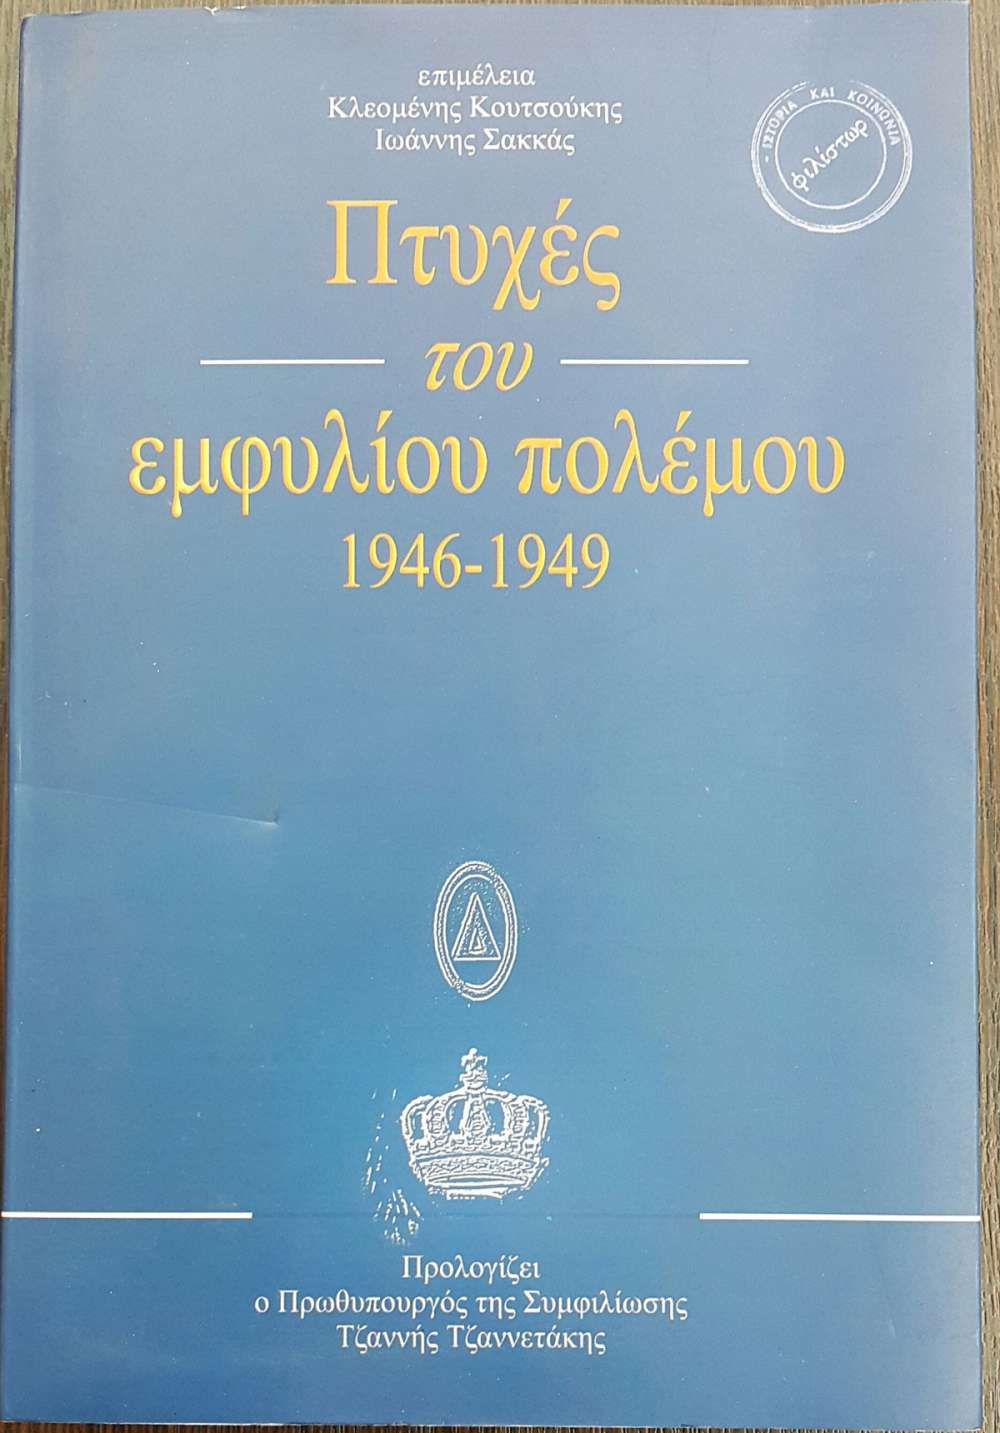 επιμέλεια
Κλεομένης Κουτσούκης
Ιωάννης Σακκάς
- ΙΣΤΟΡΙΑ ΚΑΙ ΚΟΙΝΩΝΙΑ
φιλίστωρ
Πτυχές
του
εμφυλίου πολέμου
1946-1949
Δ
Προλογίζει
ο Πρωθυπουργός της Συμφιλίωσης
Τζαννής Τζαννετάκης